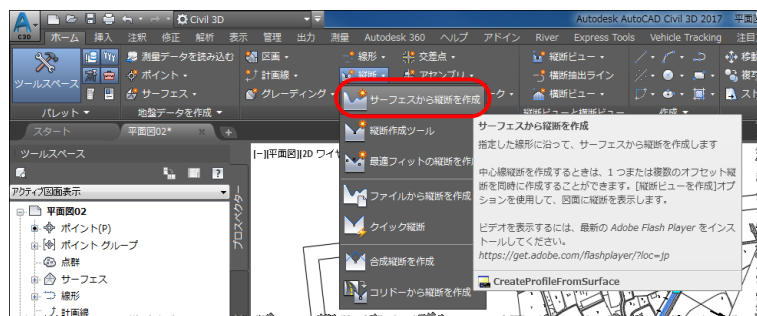 Civil 3D
Autodesk AutoCAD Civil 3D 2017 平面図
C3D ホーム 挿入 注釈 修正 解析 表示 管理 出力 測量 Autodesk 360 ヘルプ アドイン River Express Tools Vehicle Tracking 注目
測量データを読み込む 区画 線形 交差点 縦断ビュー 移動
ツールスペース ポイント 計画線 縦断 アセンブリ 横断抽出ライン 複写
サーフェス グレーディング サーフェスから縦断を作成 ーク 横断ビュー スト
パレット 地盤データを作成 縦断ビューと横断ビュー 作成
スタート 平面図02* +
縦断作成ツール
サーフェスから縦断を作成
指定した線形に沿って、サーフェスから縦断を作成します
ツールスペース
[-][平面図][2D ワイヤ
最適フィットの縦断を作
中心線縦断を作成するときは、1 つまたは複数のオフセット縦
断を同時に作成することができます。[縦断ビューを作成]オプ
ションを使用して、図面に縦断を表示します。
アクティブ図面表示
ファイルから縦断を作成
平面図02
ポイント(P)
クイック縦断
ビデオを表示するには、最新の Adobe Flash Player をインス
トールしてください。
https://get.adobe.com/flashplayer/?loc=jp
ポイント グループ
点群
合成縦断を作成
サーフェス
CreateProfileFromSurface
線形
コリドーから縦断を作成
計画線
プロスペクタ